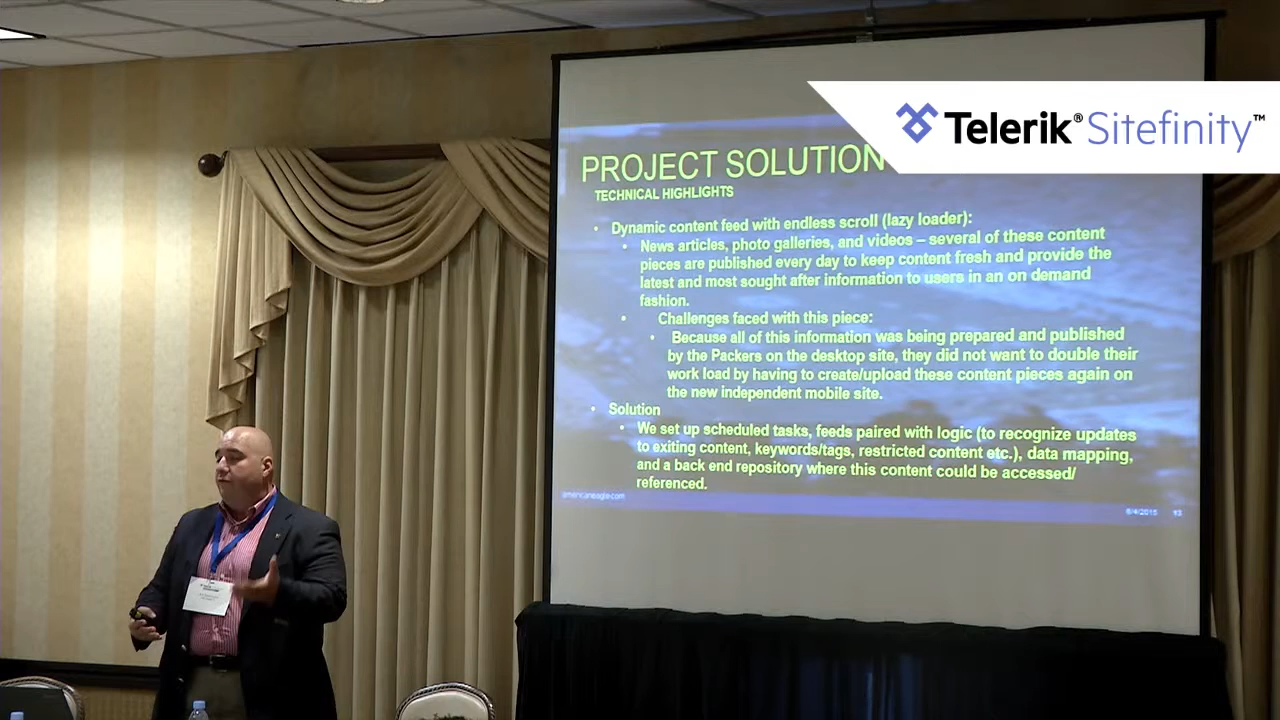 Telerik® Sitefinity™
PROJECT SOLUTION
TECHNICAL HIGHLIGHTS
• Dynamic content feed with endless scroll (lazy loader):
• News articles, photo galleries, and videos – several of these content
pieces are published every day to keep content fresh and provide the
latest and most sought after information to users in an on demand
fashion.
• Challenges faced with this piece:
• Because all of this information was being prepared and published
by the Packers on the desktop site, they did not want to double their
work load by having to create/upload these content pieces again on
the new independent mobile site.
• Solution
• We set up scheduled tasks, feeds paired with logic (to recognize updates
to exiting content, keywords/tags, restricted content etc.), data mapping,
and a back end repository where this content could be accessed/
referenced.
americaneagle.com
6/4/2015 13